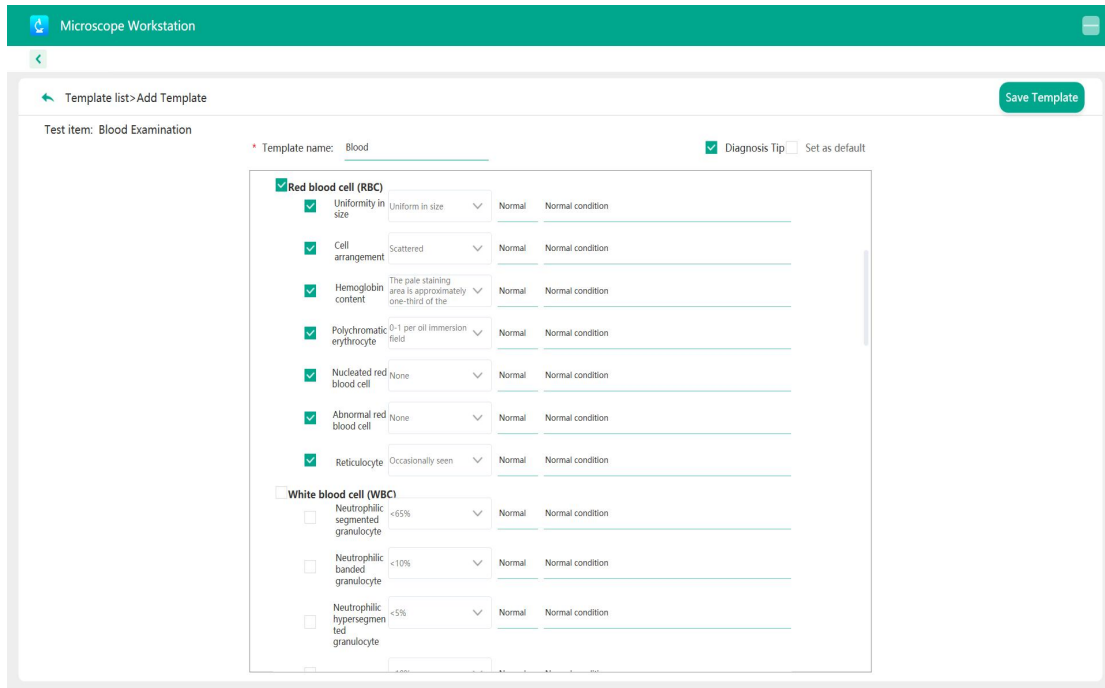 Microscope Workstation
Template list>Add Template
Save Template
Test item: Blood Examination
* Template name: Blood
Diagnosis Tip
Set as default
Red blood cell (RBC)
Uniformity in
size
Uniform in size
Normal
Normal condition
Cell
arrangement
Scattered
Normal
Normal condition
Hemoglobin
content
The pale staining
area is approximately
one-third of the
Normal
Normal condition
Polychromatic
erythrocyte
0-1 per oil immersion
field
Normal
Normal condition
Nucleated red
blood cell
None
Normal
Normal condition
Abnormal red
blood cell
None
Normal
Normal condition
Reticulocyte
Occasionally seen
Normal
Normal condition
White blood cell (WBC)
Neutrophilic
segmented
granulocyte
<65%
Normal
Normal condition
Neutrophilic
banded
granulocyte
<10%
Normal
Normal condition
Neutrophilic
hypersegmen
ted
granulocyte
<5%
Normal
Normal condition